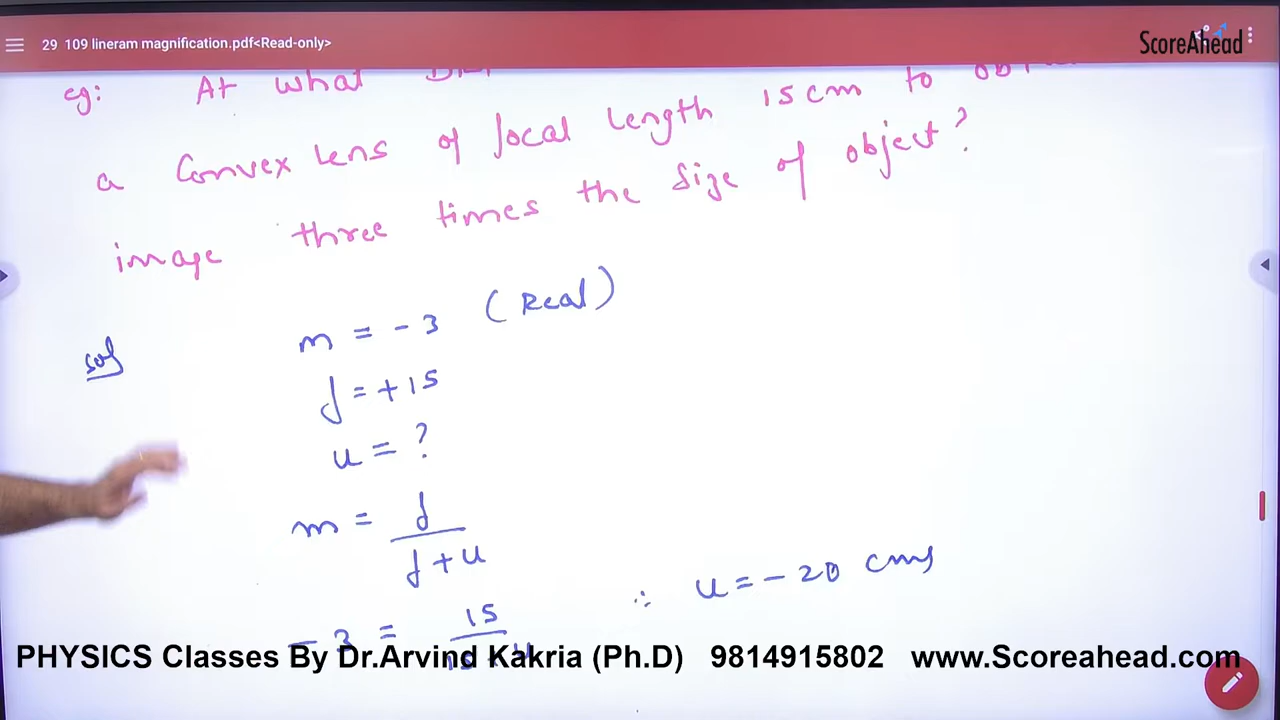 29 109 lineram magnification.pdf<Read-only>
ScoreAhead
eg: At what
a Convex lens of focal length 15 cm to
image three times the size of object?
sol m = - 3 (Real)
f = + 15
u = ?
m = f
f + u
∴ u = - 20 cms
- 3 = 15
PHYSICS Classes By Dr.Arvind Kakria (Ph.D) 9814915802 www.Scoreahead.com